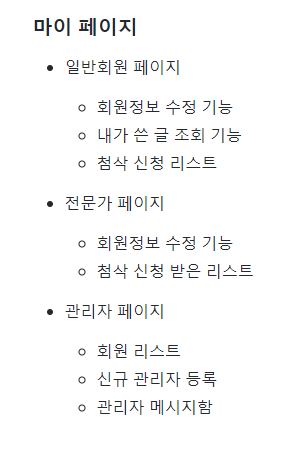 마이 페이지
일반회원 페이지
회원정보 수정 기능
내가 쓴 글 조회 기능
첨삭 신청 리스트
전문가 페이지
회원정보 수정 기능
첨삭 신청 받은 리스트
관리자 페이지
회원 리스트
신규 관리자 등록
관리자 메시지함